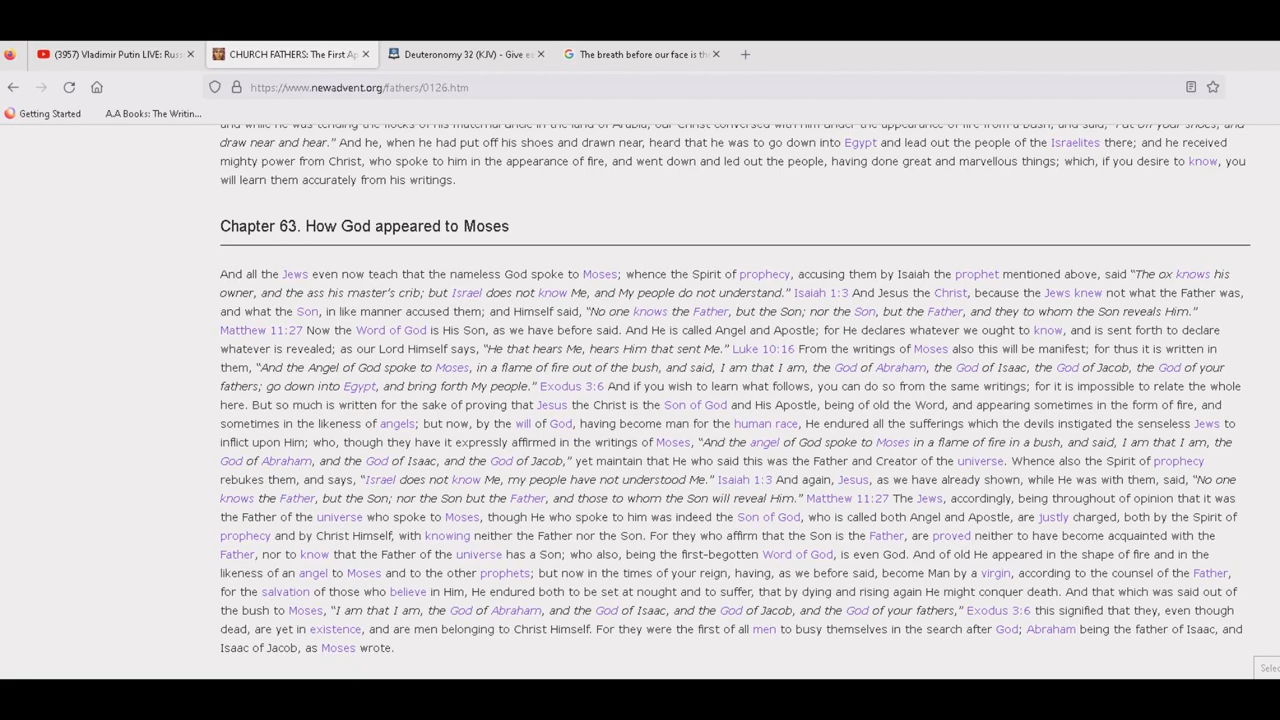 (3957) Vladimir Putin LIVE: Russ
CHURCH FATHERS: The First Ap
Deuteronomy 32 (KJV) - Give e
The breath before our face is th
https://www.newadvent.org/fathers/0126.htm
Getting Started
A,A Books: The Writin...
and while he was tending the flocks of his maternal uncle in the land of Arabia, our Christ conversed with him under the appearance of fire from a bush, and said, "Put off your shoes, and
draw near and hear." And he, when he had put off his shoes and drawn near, heard that he was to go down into Egypt and lead out the people of the Israelites there; and he received
mighty power from Christ, who spoke to him in the appearance of fire, and went down and led out the people, having done great and marvellous things; which, if you desire to know, you
will learn them accurately from his writings.
Chapter 63. How God appeared to Moses
And all the Jews even now teach that the nameless God spoke to Moses; whence the Spirit of prophecy, accusing them by Isaiah the prophet mentioned above, said "The ox knows his
owner, and the ass his master's crib; but Israel does not know Me, and My people do not understand." Isaiah 1:3 And Jesus the Christ, because the Jews knew not what the Father was,
and what the Son, in like manner accused them; and Himself said, "No one knows the Father, but the Son; nor the Son, but the Father, and they to whom the Son reveals Him."
Matthew 11:27 Now the Word of God is His Son, as we have before said. And He is called Angel and Apostle; for He declares whatever we ought to know, and is sent forth to declare
whatever is revealed; as our Lord Himself says, "He that hears Me, hears Him that sent Me." Luke 10:16 From the writings of Moses also this will be manifest; for thus it is written in
them, "And the Angel of God spoke to Moses, in a flame of fire out of the bush, and said, I am that I am, the God of Abraham, the God of Isaac, the God of Jacob, the God of your
fathers; go down into Egypt, and bring forth My people." Exodus 3:6 And if you wish to learn what follows, you can do so from the same writings; for it is impossible to relate the whole
here. But so much is written for the sake of proving that Jesus the Christ is the Son of God and His Apostle, being of old the Word, and appearing sometimes in the form of fire, and
sometimes in the likeness of angels; but now, by the will of God, having become man for the human race, He endured all the sufferings which the devils instigated the senseless Jews to
inflict upon Him; who, though they have it expressly affirmed in the writings of Moses, "And the angel of God spoke to Moses in a flame of fire in a bush, and said, I am that I am, the
God of Abraham, and the God of Isaac, and the God of Jacob," yet maintain that He who said this was the Father and Creator of the universe. Whence also the Spirit of prophecy
rebukes them, and says, "Israel does not know Me, my people have not understood Me." Isaiah 1:3 And again, Jesus, as we have already shown, while He was with them, said, "No one
knows the Father, but the Son; nor the Son but the Father, and those to whom the Son will reveal Him." Matthew 11:27 The Jews, accordingly, being throughout of opinion that it was
the Father of the universe who spoke to Moses, though He who spoke to him was indeed the Son of God, who is called both Angel and Apostle, are justly charged, both by the Spirit of
prophecy and by Christ Himself, with knowing neither the Father nor the Son. For they who affirm that the Son is the Father, are proved neither to have become acquainted with the
Father, nor to know that the Father of the universe has a Son; who also, being the first-begotten Word of God, is even God. And of old He appeared in the shape of fire and in the
likeness of an angel to Moses and to the other prophets; but now in the times of your reign, having, as we before said, become Man by a virgin, according to the counsel of the Father,
for the salvation of those who believe in Him, He endured both to be set at nought and to suffer, that by dying and rising again He might conquer death. And that which was said out of
the bush to Moses, "I am that I am, the God of Abraham, and the God of Isaac, and the God of Jacob, and the God of your fathers," Exodus 3:6 this signified that they, even though
dead, are yet in existence, and are men belonging to Christ Himself. For they were the first of all men to busy themselves in the search after God; Abraham being the father of Isaac, and
Isaac of Jacob, as Moses wrote.
Selec